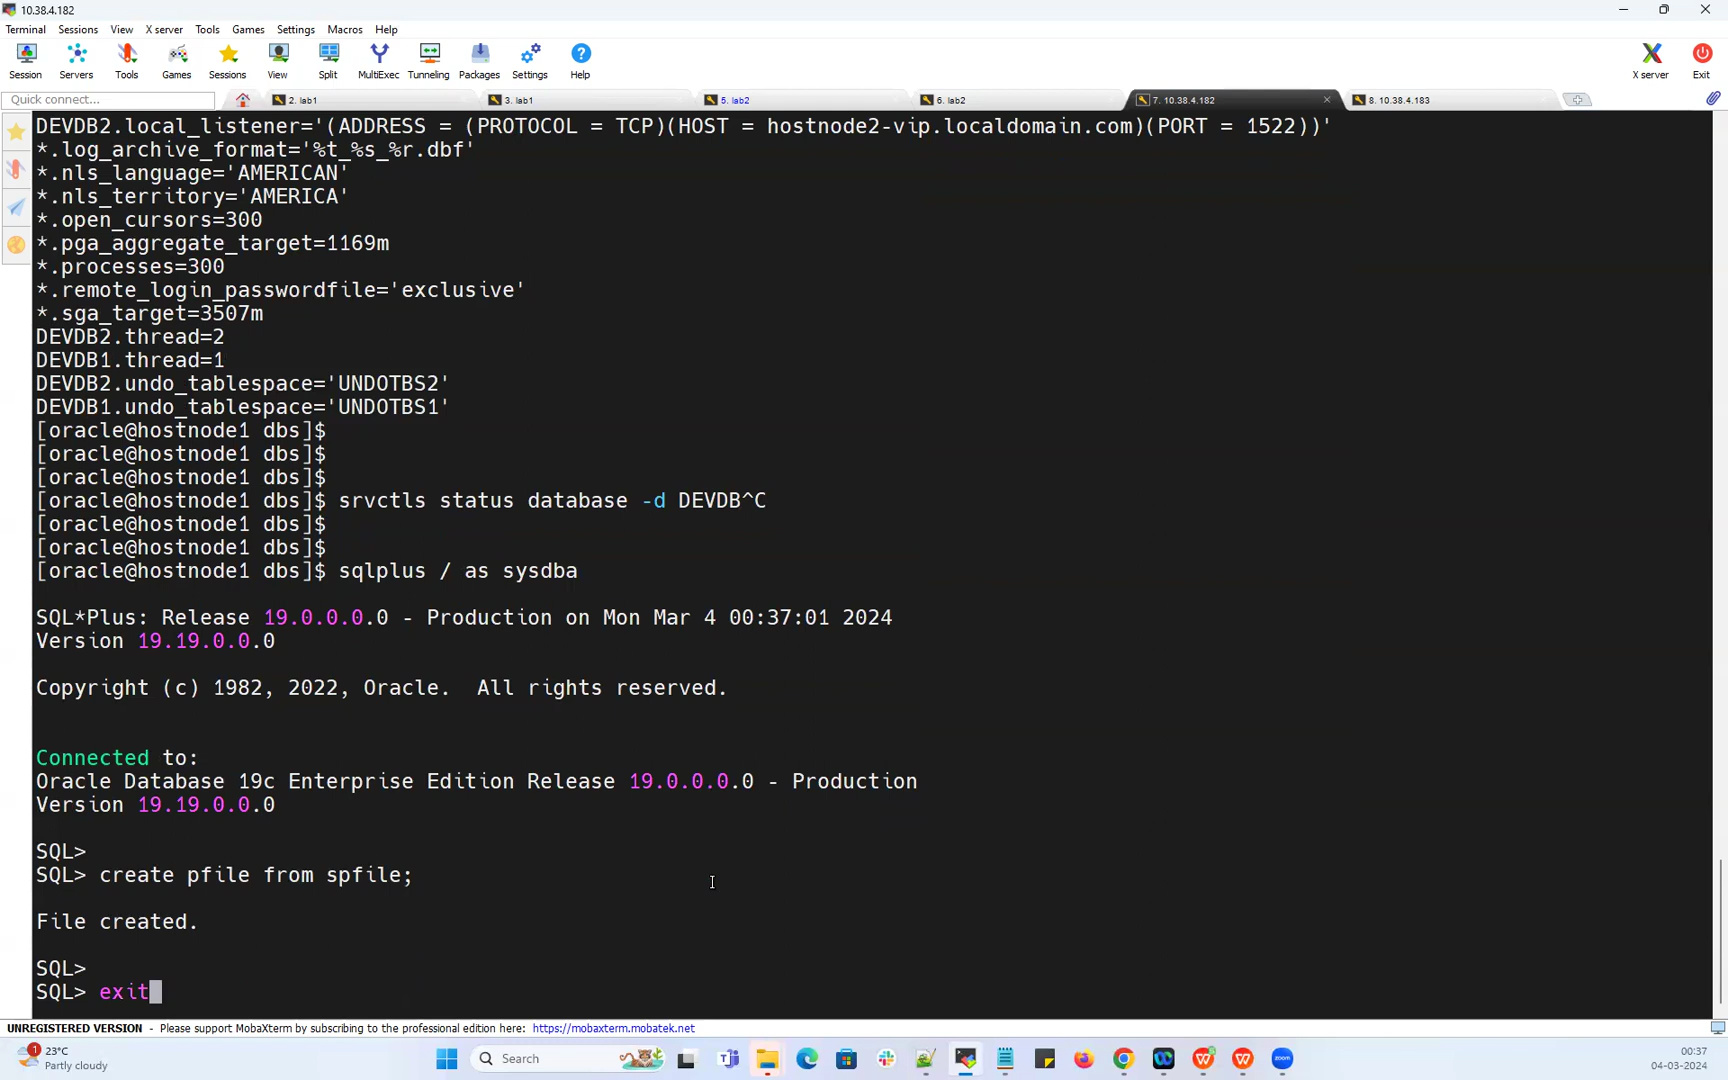 10.38.4.182
Terminal Sessions View X server Tools Games Settings Macros Help
Session Servers Tools Games Sessions View Split MultiExec Tunneling Packages Settings Help X server Exit
Quick connect... 2. lab1 3. lab1 5. lab2 6. lab2 7. 10.38.4.182 8. 10.38.4.183
DEVDB2.local_listener='(ADDRESS = (PROTOCOL = TCP)(HOST = hostnode2-vip.localdomain.com)(PORT = 1522))'
*.log_archive_format='%t_%s_%r.dbf'
*.nls_language='AMERICAN'
*.nls_territory='AMERICA'
*.open_cursors=300
*.pga_aggregate_target=1169m
*.processes=300
*.remote_login_passwordfile='exclusive'
*.sga_target=3507m
DEVDB2.thread=2
DEVDB1.thread=1
DEVDB2.undo_tablespace='UNDOTBS2'
DEVDB1.undo_tablespace='UNDOTBS1'
[oracle@hostnode1 dbs]$
[oracle@hostnode1 dbs]$
[oracle@hostnode1 dbs]$
[oracle@hostnode1 dbs]$ srvctls status database -d DEVDB^C
[oracle@hostnode1 dbs]$
[oracle@hostnode1 dbs]$
[oracle@hostnode1 dbs]$ sqlplus / as sysdba
SQL*Plus: Release 19.0.0.0.0 - Production on Mon Mar 4 00:37:01 2024
Version 19.19.0.0.0
Copyright (c) 1982, 2022, Oracle.  All rights reserved.
Connected to:
Oracle Database 19c Enterprise Edition Release 19.0.0.0.0 - Production
Version 19.19.0.0.0
SQL>
SQL> create pfile from spfile;
File created.
SQL>
SQL> exit
UNREGISTERED VERSION - Please support MobaXterm by subscribing to the professional edition here: https://mobaxterm.mobatek.net
1 23°C
Partly cloudy
Search
00:37
04-03-2024